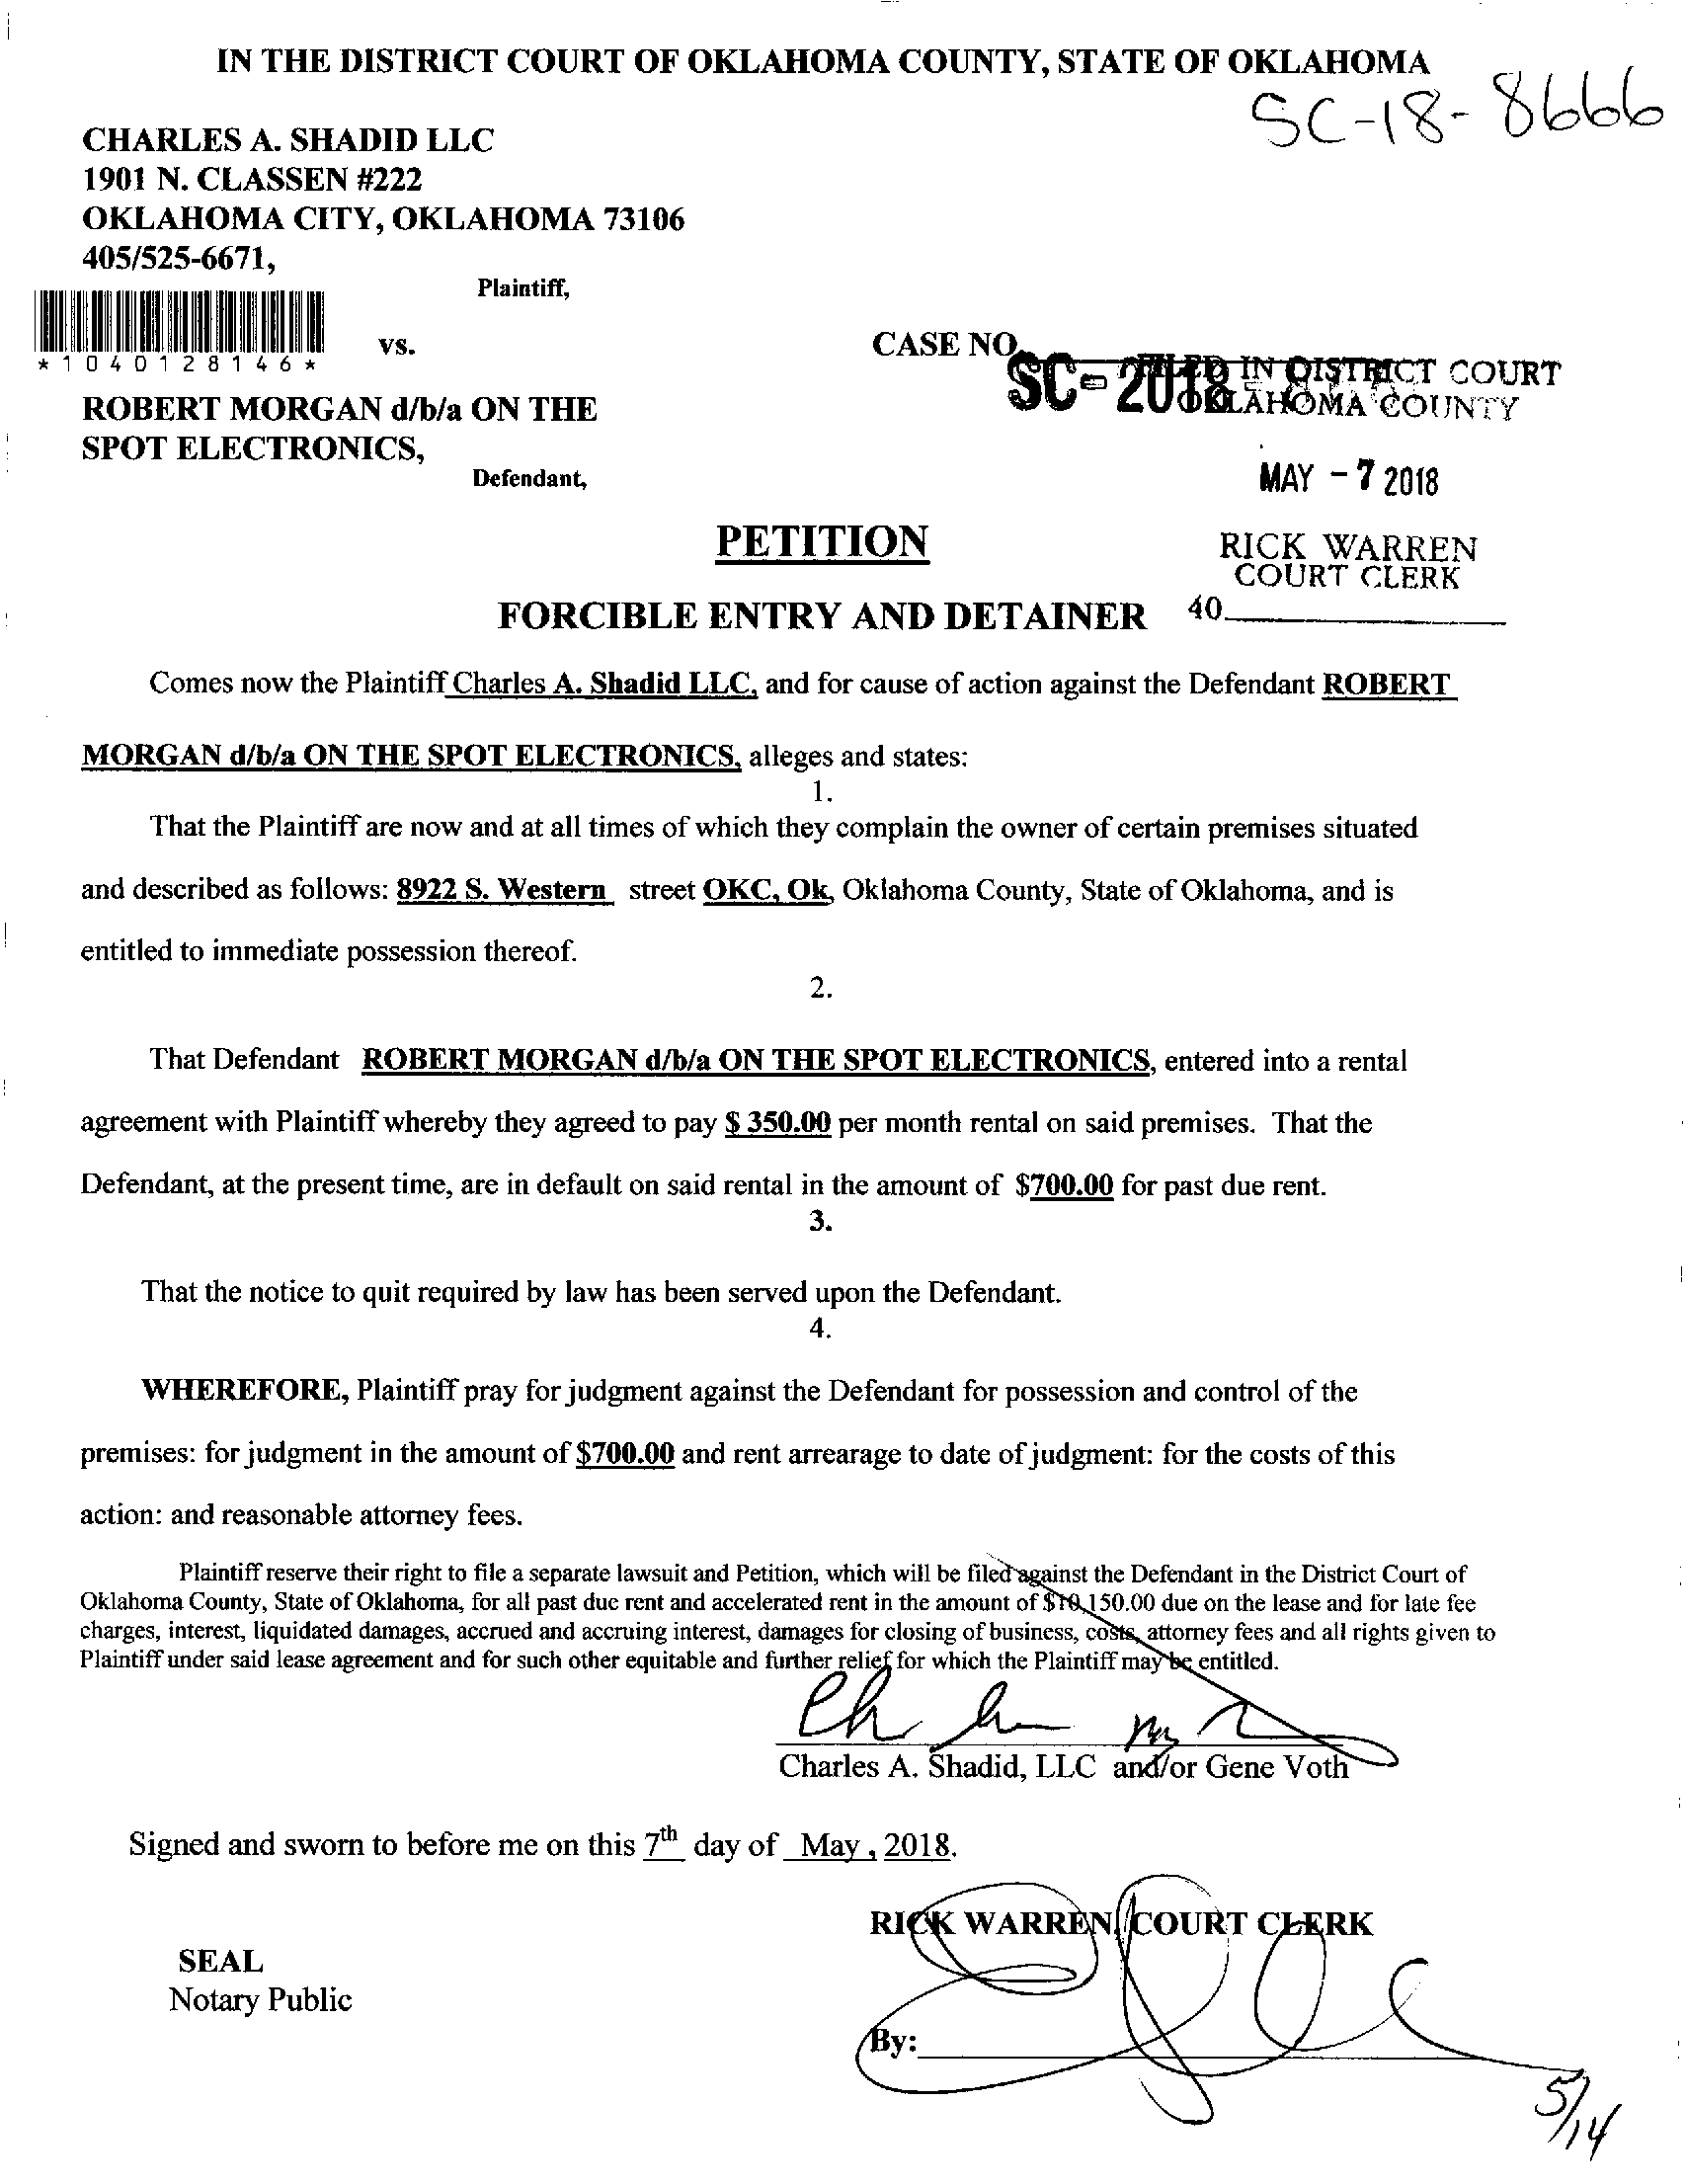 IN THE DISTRICT COURT OF OKLAHOMA COUNTY, STATE OF OKLAHOMA
SC-18-8666
CHARLES A. SHADID LLC
1901 N. CLASSEN #222
OKLAHOMA CITY, OKLAHOMA 73106
405/525-6671,
Plaintiff,
*1040128146*
vs.
CASE NO.
SC-2018-
FILED IN DISTRICT COURT
OKLAHOMA COUNTY
ROBERT MORGAN d/b/a ON THE
SPOT ELECTRONICS,
Defendant,
MAY - 7 2018
PETITION
RICK WARREN
COURT CLERK
FORCIBLE ENTRY AND DETAINER
40
Comes now the Plaintiff Charles A. Shadid LLC, and for cause of action against the Defendant ROBERT
MORGAN d/b/a ON THE SPOT ELECTRONICS, alleges and states:
1.
That the Plaintiff are now and at all times of which they complain the owner of certain premises situated
and described as follows: 8922 S. Western street OKC, Ok, Oklahoma County, State of Oklahoma, and is
entitled to immediate possession thereof.
2.
That Defendant ROBERT MORGAN d/b/a ON THE SPOT ELECTRONICS, entered into a rental
agreement with Plaintiff whereby they agreed to pay $ 350.00 per month rental on said premises. That the
Defendant, at the present time, are in default on said rental in the amount of $700.00 for past due rent.
3.
That the notice to quit required by law has been served upon the Defendant.
4.
WHEREFORE, Plaintiff pray for judgment against the Defendant for possession and control of the
premises: for judgment in the amount of $700.00 and rent arrearage to date of judgment: for the costs of this
action: and reasonable attorney fees.
Plaintiff reserve their right to file a separate lawsuit and Petition, which will be filed against the Defendant in the District Court of
Oklahoma County, State of Oklahoma, for all past due rent and accelerated rent in the amount of $10,150.00 due on the lease and for late fee
charges, interest, liquidated damages, accrued and accruing interest, damages for closing of business, costs, attorney fees and all rights given to
Plaintiff under said lease agreement and for such other equitable and further relief for which the Plaintiff may be entitled.
Charles A. Shadid, LLC and/or Gene Voth
Signed and sworn to before me on this 7th day of May , 2018.
RICK WARREN, COURT CLERK
SEAL
Notary Public
By:
5/14